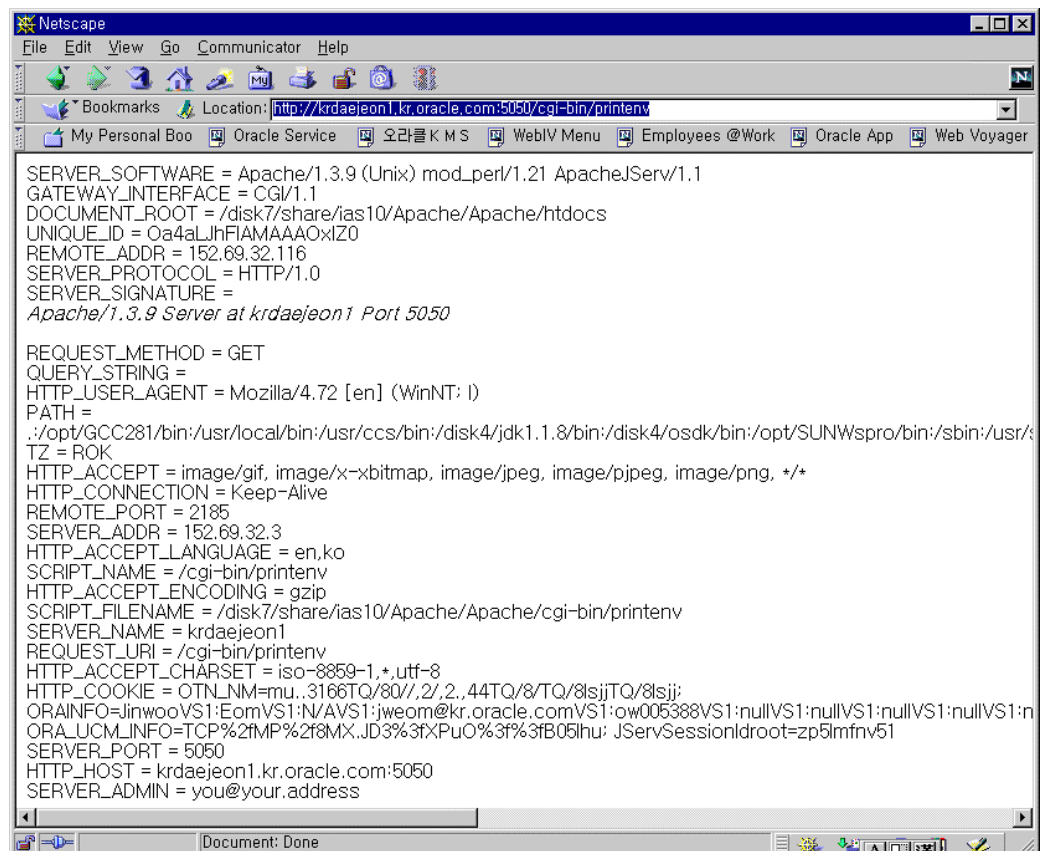 Netscape
File Edit View Go Communicator Help
My
N
Bookmarks Location: http://krdaejeon1.kr.oracle.com:5050/cgi-bin/printenv
My Personal Boo Oracle Service 오라클 K M S WebIV Menu Employees @Work Oracle App Web Voyager
SERVER_SOFTWARE = Apache/1.3.9 (Unix) mod_perl/1.21 ApacheJServ/1.1
GATEWAY_INTERFACE = CGI/1.1
DOCUMENT_ROOT = /disk7/share/ias10/Apache/Apache/htdocs
UNIQUE_ID = Oa4aLJhFIAMAAAOxIZ0
REMOTE_ADDR = 152.69.32.116
SERVER_PROTOCOL = HTTP/1.0
SERVER_SIGNATURE =
Apache/1.3.9 Server at krdaejeon1 Port 5050
REQUEST_METHOD = GET
QUERY_STRING =
HTTP_USER_AGENT = Mozilla/4.72 [en] (WinNT; I)
PATH =
.:/opt/GCC281/bin:/usr/local/bin:/usr/ccs/bin:/disk4/jdk1.1.8/bin:/disk4/osdk/bin:/opt/SUNWspro/bin:/sbin:/usr/s
TZ = ROK
HTTP_ACCEPT = image/gif, image/x-xbitmap, image/jpeg, image/pjpeg, image/png, */*
HTTP_CONNECTION = Keep-Alive
REMOTE_PORT = 2185
SERVER_ADDR = 152.69.32.3
HTTP_ACCEPT_LANGUAGE = en,ko
SCRIPT_NAME = /cgi-bin/printenv
HTTP_ACCEPT_ENCODING = gzip
SCRIPT_FILENAME = /disk7/share/ias10/Apache/Apache/cgi-bin/printenv
SERVER_NAME = krdaejeon1
REQUEST_URI = /cgi-bin/printenv
HTTP_ACCEPT_CHARSET = iso-8859-1,*,utf-8
HTTP_COOKIE = OTN_NM=mu..3166TQ/80//,2/,2.,44TQ/8/TQ/8lsjjTQ/8lsjj;
ORAINFO=JinwooVS1:EomVS1:N/AVS1:jweom@kr.oracle.comVS1:ow005388VS1:nullVS1:nullVS1:nullVS1:nullVS1:n
ORA_UCM_INFO=TCP%2fMP%2f8MX.JD3%3fXPuO%3f%3fB05lhu; JServSessionIdroot=zp5lmfnv51
SERVER_PORT = 5050
HTTP_HOST = krdaejeon1.kr.oracle.com:5050
SERVER_ADMIN = you@your.address
Document: Done